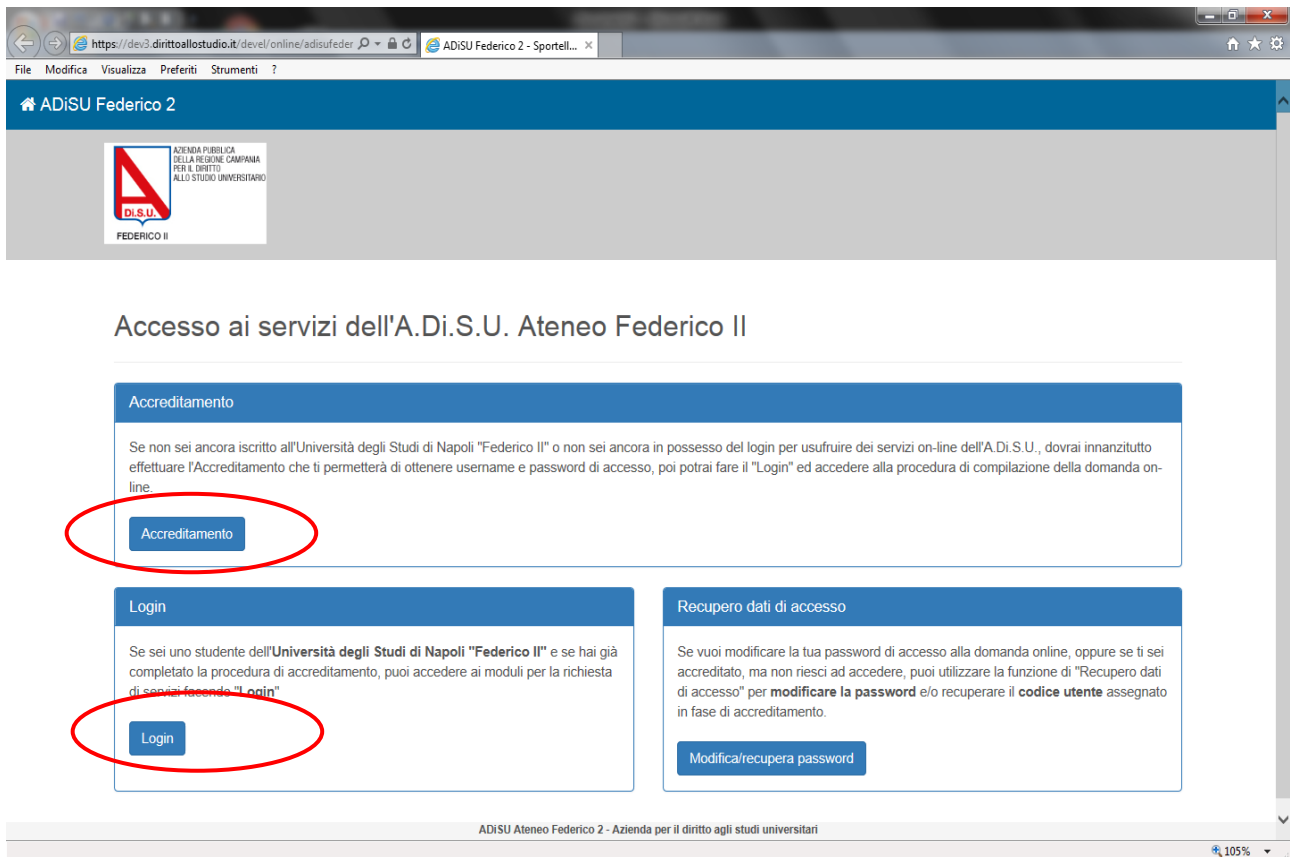 https://dev3.dirittoallostudio.it/devel/online/adisufeder
ADiSU Federico 2 - Sportell...
File Modifica Visualizza Preferiti Strumenti ?
ADiSU Federico 2
AZIENDA PUBBLICA
DELLA REGIONE CAMPANIA
PER IL DIRITTO
ALLO STUDIO UNIVERSITARIO
DI.S.U.
FEDERICO II
Accesso ai servizi dell'A.Di.S.U. Ateneo Federico II
Accreditamento
Se non sei ancora iscritto all'Università degli Studi di Napoli "Federico II" o non sei ancora in possesso del login per usufruire dei servizi on-line dell'A.Di.S.U., dovrai innanzitutto
effettuare l'Accreditamento che ti permetterà di ottenere username e password di accesso, poi potrai fare il "Login" ed accedere alla procedura di compilazione della domanda on-
line.
Accreditamento
Login
Se sei uno studente dell'Università degli Studi di Napoli "Federico II" e se hai già
completato la procedura di accreditamento, puoi accedere ai moduli per la richiesta
di servizi facendo "Login"
Login
Recupero dati di accesso
Se vuoi modificare la tua password di accesso alla domanda online, oppure se ti sei
accreditato, ma non riesci ad accedere, puoi utilizzare la funzione di "Recupero dati
di accesso" per modificare la password e/o recuperare il codice utente assegnato
in fase di accreditamento.
Modifica/recupera password
ADiSU Ateneo Federico 2 - Azienda per il diritto agli studi universitari
105%